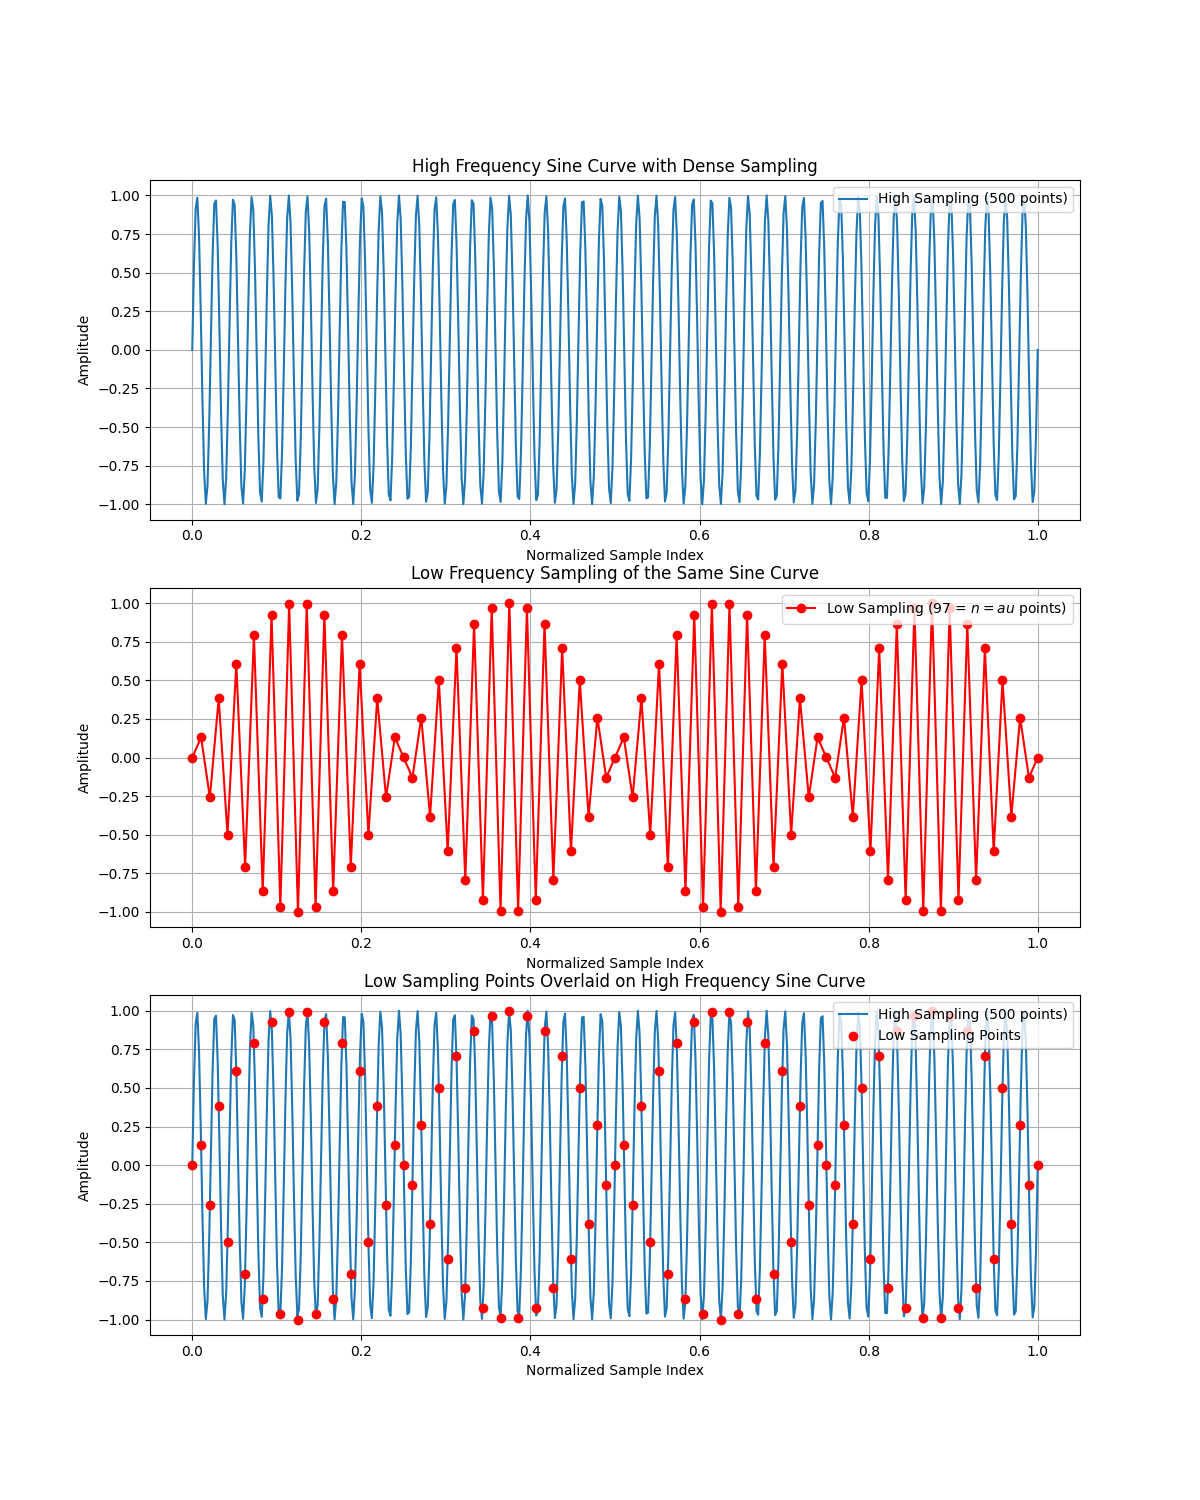 High Frequency Sine Curve with Dense Sampling
High Sampling (500 points)
1.00
0.75
0.50
0.25
0.00
−0.25
−0.50
−0.75
−1.00
Amplitude
0.0 0.2 0.4 0.6 0.8 1.0
Normalized Sample Index
Low Frequency Sampling of the Same Sine Curve
Low Sampling (97 = n = au points)
1.00
0.75
0.50
0.25
0.00
−0.25
−0.50
−0.75
−1.00
Amplitude
0.0 0.2 0.4 0.6 0.8 1.0
Normalized Sample Index
Low Sampling Points Overlaid on High Frequency Sine Curve
High Sampling (500 points)
Low Sampling Points
1.00
0.75
0.50
0.25
0.00
−0.25
−0.50
−0.75
−1.00
Amplitude
0.0 0.2 0.4 0.6 0.8 1.0
Normalized Sample Index